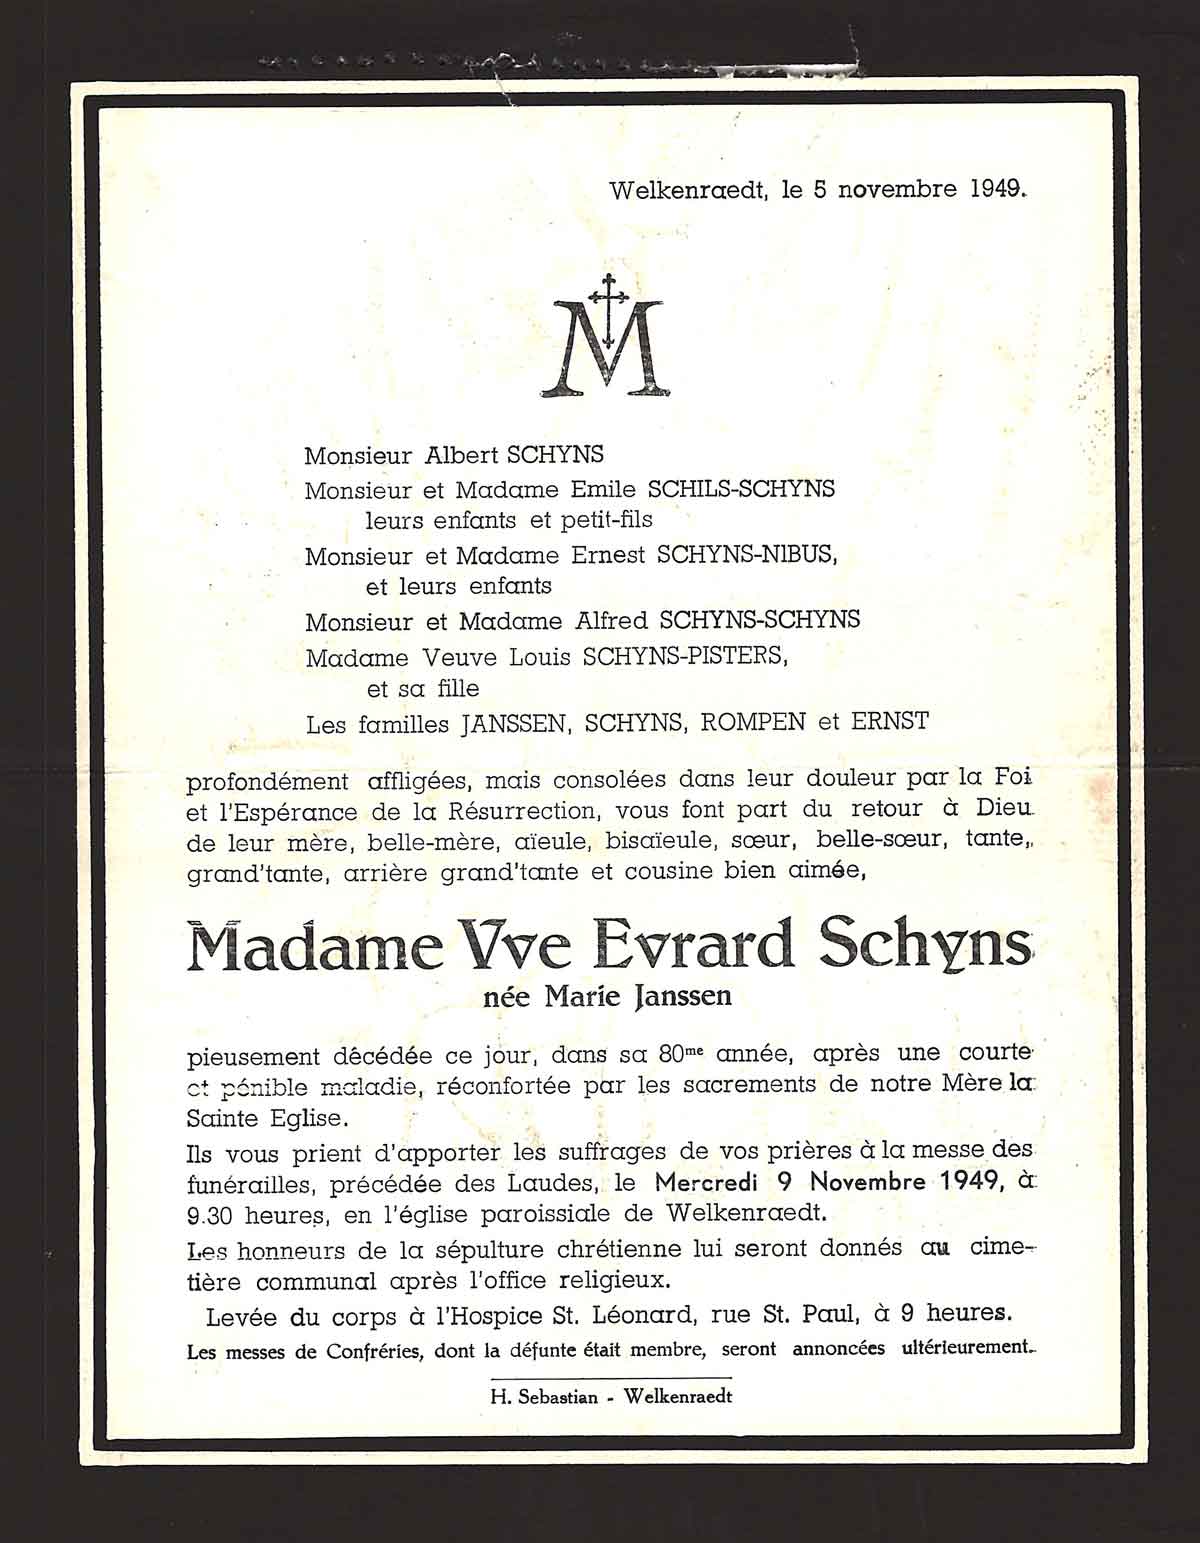 Welkenraedt, le 5 novembre 1949.
M
Monsieur Albert SCHYNS
Monsieur et Madame Emile SCHILS-SCHYNS
leurs enfants et petit-fils
Monsieur et Madame Ernest SCHYNS-NIBUS,
et leurs enfants
Monsieur et Madame Alfred SCHYNS-SCHYNS
Madame Veuve Louis SCHYNS-PISTERS,
et sa fille
Les familles JANSSEN, SCHYNS, ROMPEN et ERNST
profondément affligées, mais consolées dans leur douleur par la Foi
et l'Espérance de la Résurrection, vous font part du retour à Dieu
de leur mère, belle-mère, aïeule, bisaïeule, sœur, belle-sœur, tante,
grand'tante, arrière grand'tante et cousine bien aimée,
Madame Vve Evrard Schyns
née Marie Janssen
pieusement décédée ce jour, dans sa 80me année, après une courte
et pénible maladie, réconfortée par les sacrements de notre Mère la
Sainte Eglise.
Ils vous prient d'apporter les suffrages de vos prières à la messe des
funérailles, précédée des Laudes, le Mercredi 9 Novembre 1949, à
9.30 heures, en l'église paroissiale de Welkenraedt.
Les honneurs de la sépulture chrétienne lui seront donnés au cime-
tière communal après l'office religieux.
Levée du corps à l'Hospice St. Léonard, rue St. Paul, à 9 heures.
Les messes de Confréries, dont la défunte était membre, seront annoncées ultérieurement.
H. Sebastian - Welkenraedt